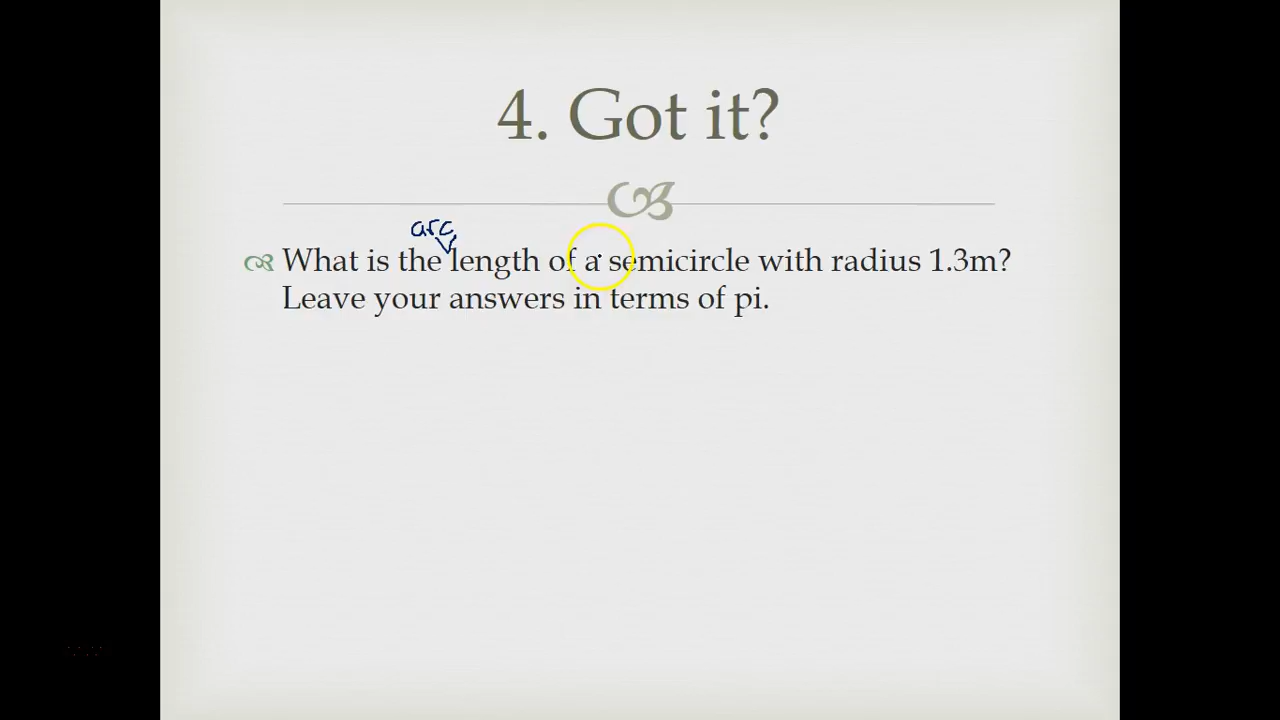 4. Got it?
arc
What is the length of a semicircle with radius 1.3m?
Leave your answers in terms of pi.